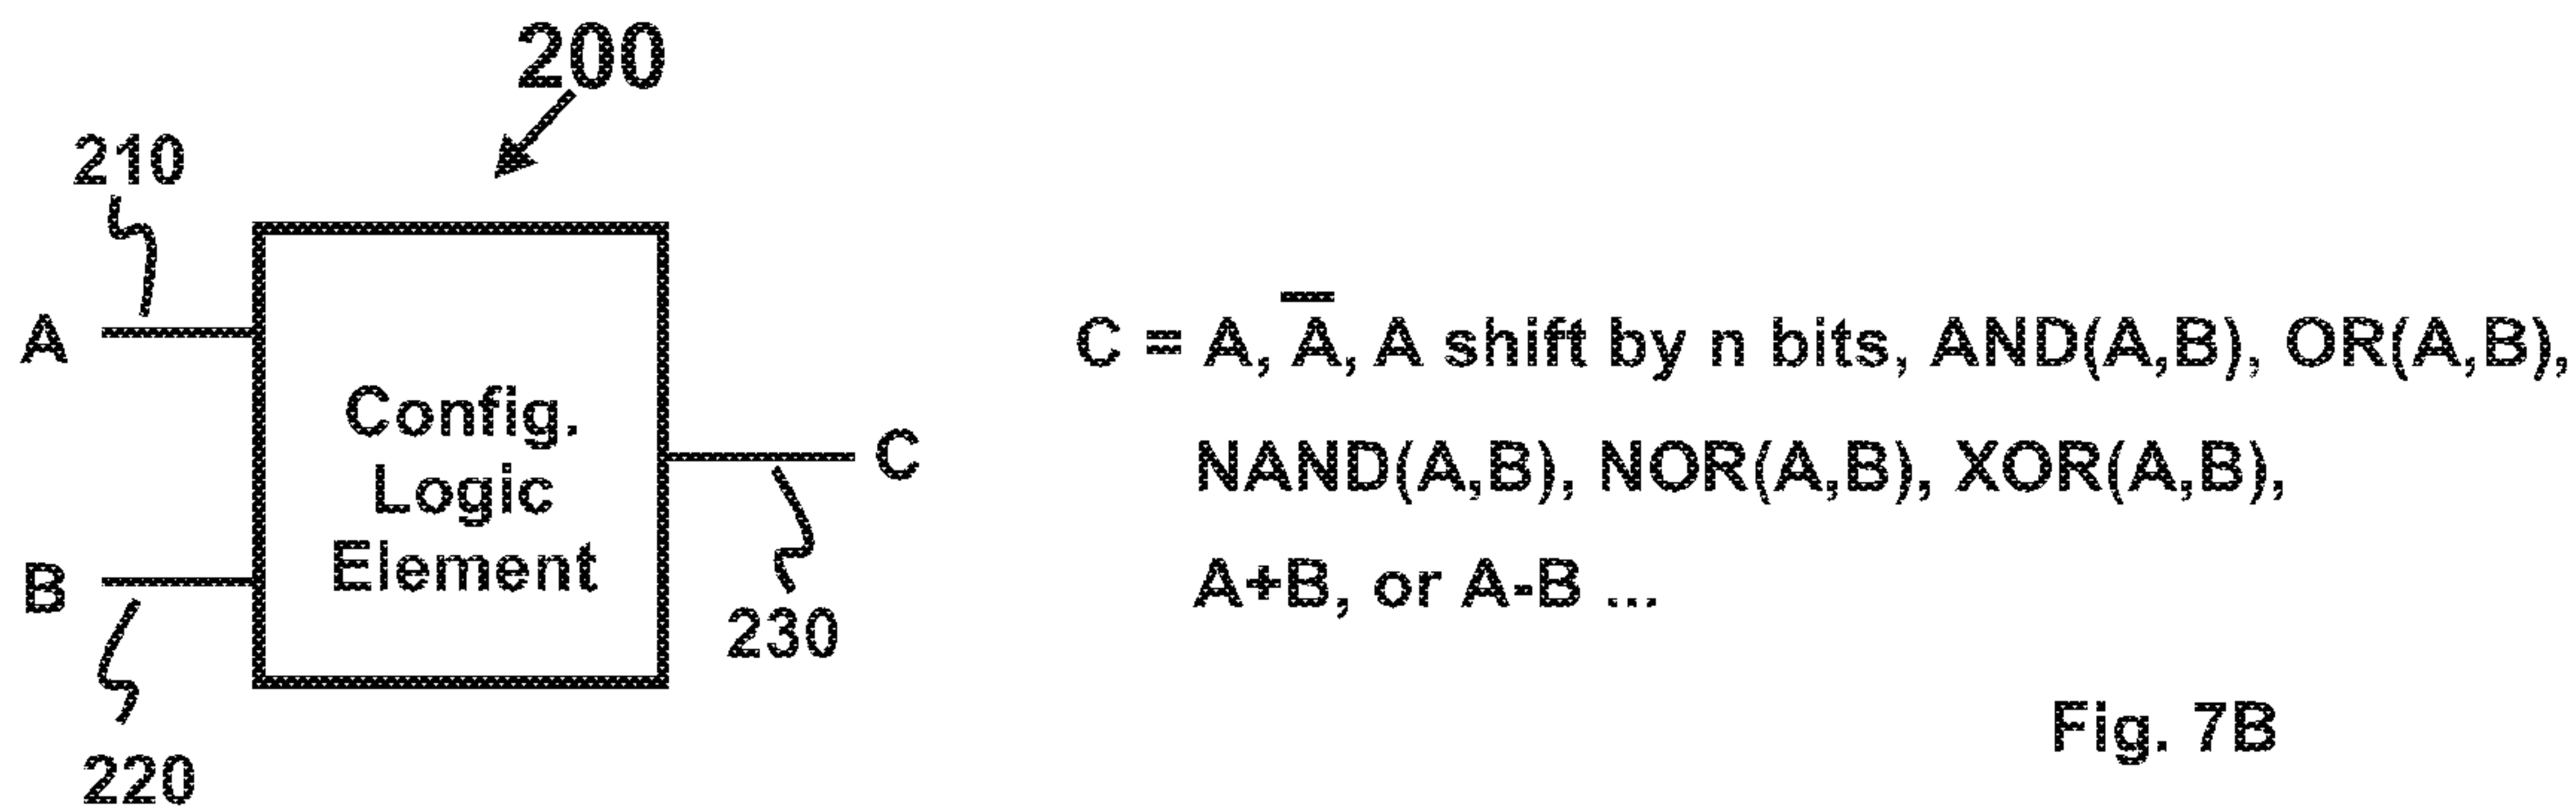 200
210
A
Config.
Logic
Element
B
220
C
230
C = A, A̅, A shift by n bits, AND(A,B), OR(A,B),
NAND(A,B), NOR(A,B), XOR(A,B),
A+B, or A-B ...
Fig. 7B